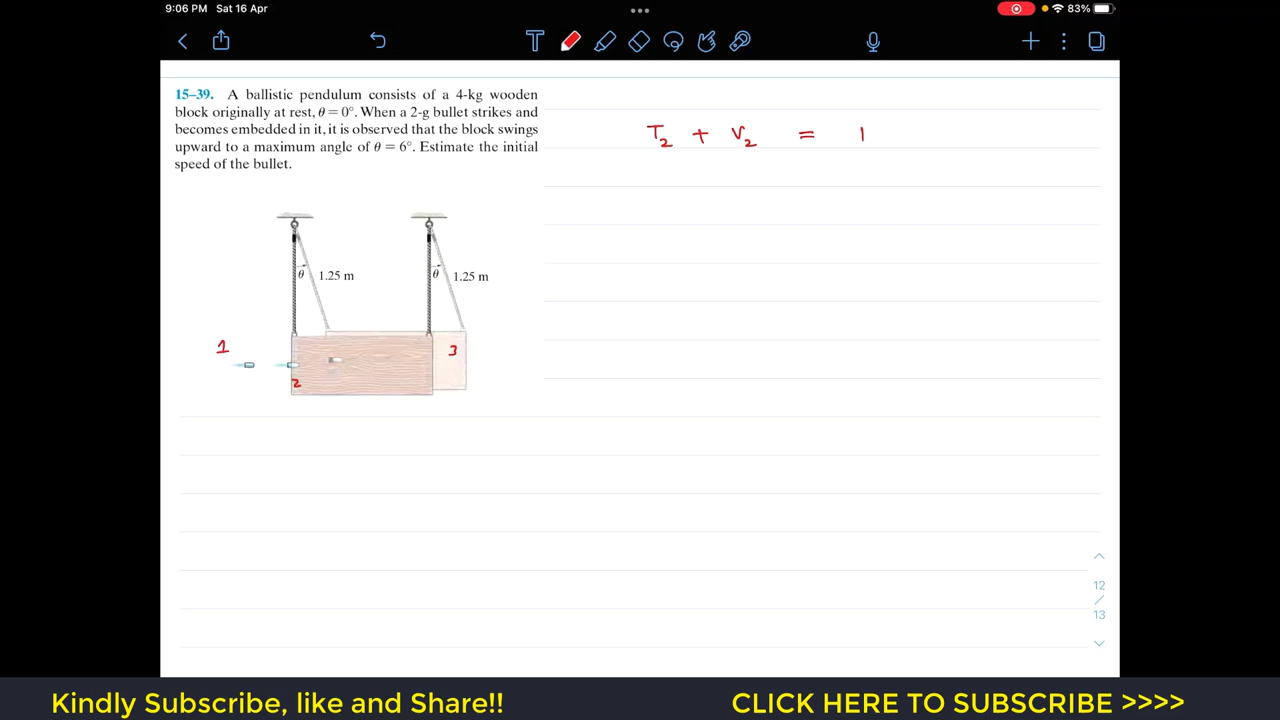 9:06 PM Sat 16 Apr
83%
15–39. A ballistic pendulum consists of a 4-kg wooden
block originally at rest, θ = 0°. When a 2-g bullet strikes and
becomes embedded in it, it is observed that the block swings
upward to a maximum angle of θ = 6°. Estimate the initial
speed of the bullet.
T₂ + V₂ =
θ 1.25 m θ 1.25 m
1
3
2
12
13
Kindly Subscribe, like and Share!! CLICK HERE TO SUBSCRIBE >>>>